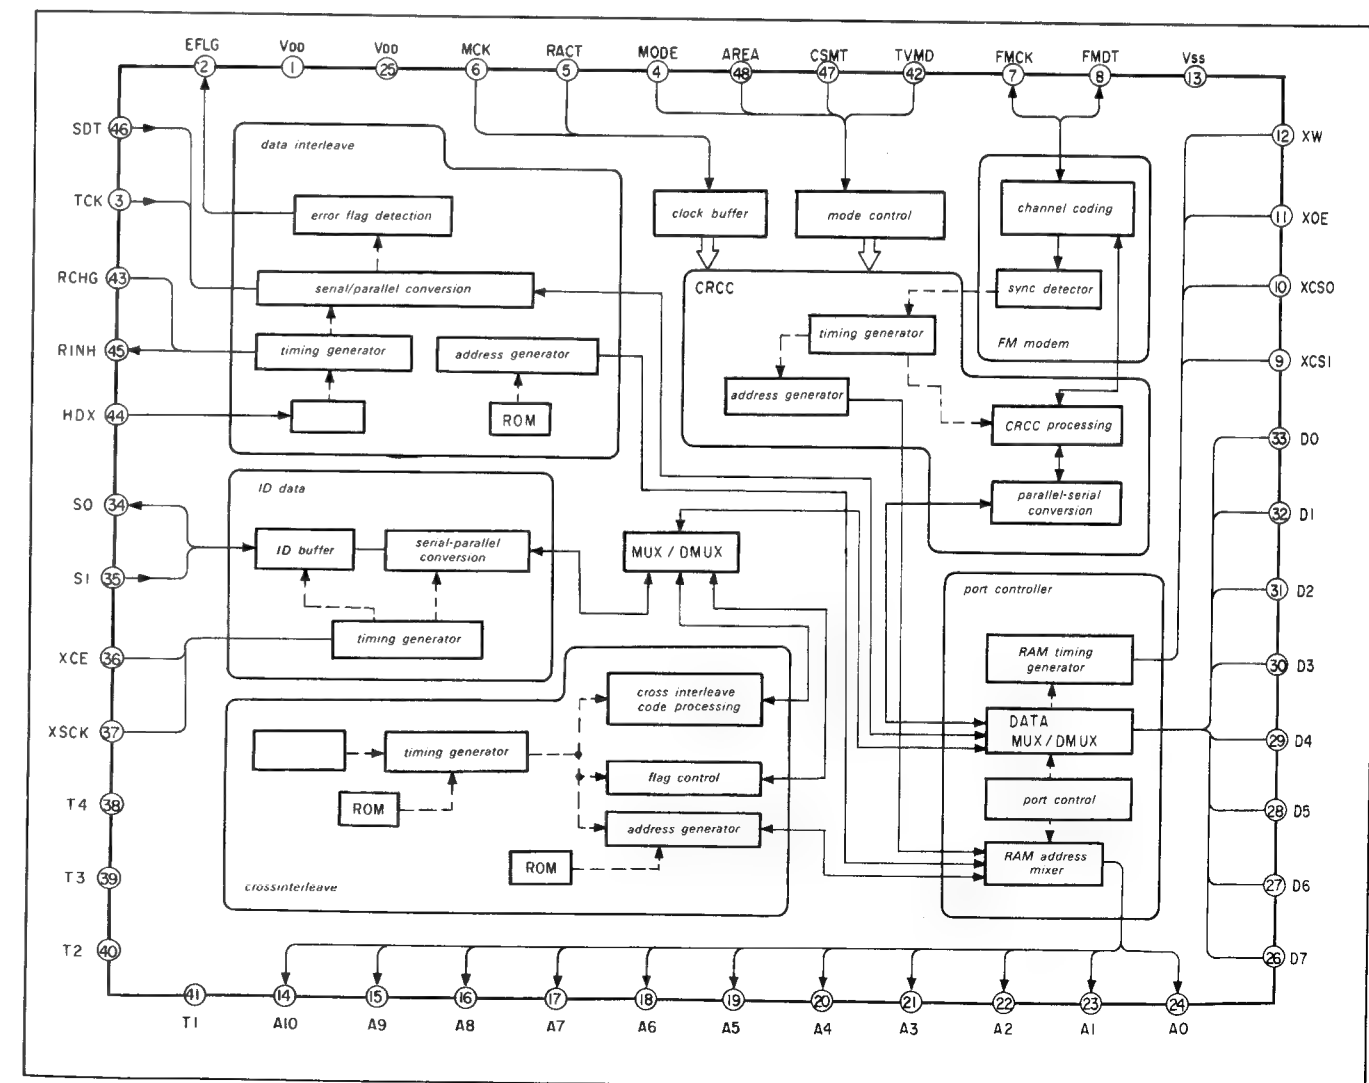 EFLG VDD VDD MCK RACT MODE AREA CSMT TVMD FMCK FMDT Vss
2 1 25 6 5 4 48 47 42 7 8 13
SDT 46
TCK 3
RCHG 43
RINH 45
HDX 44
SO 34
SI 35
XCE 36
XSCK 37
T4 38
T3 39
T2 40
data interleave
error flag detection
serial/parallel conversion
timing generator
address generator
ROM
clock buffer
mode control
CRCC
timing generator
address generator
CRCC processing
parallel-serial
conversion
channel coding
sync detector
FM modem
ID data
ID buffer
serial-parallel
conversion
timing generator
MUX / DMUX
cross interleave
code processing
timing generator
flag control
ROM
address generator
ROM
crossinterleave
port controller
RAM timing
generator
DATA
MUX/DMUX
port control
RAM address
mixer
12 XW
11 XOE
10 XCSO
9 XCSI
33 D0
32 D1
31 D2
30 D3
29 D4
28 D5
27 D6
26 D7
41 14 15 16 17 18 19 20 21 22 23 24
T1 A10 A9 A8 A7 A6 A5 A4 A3 A2 A1 A0